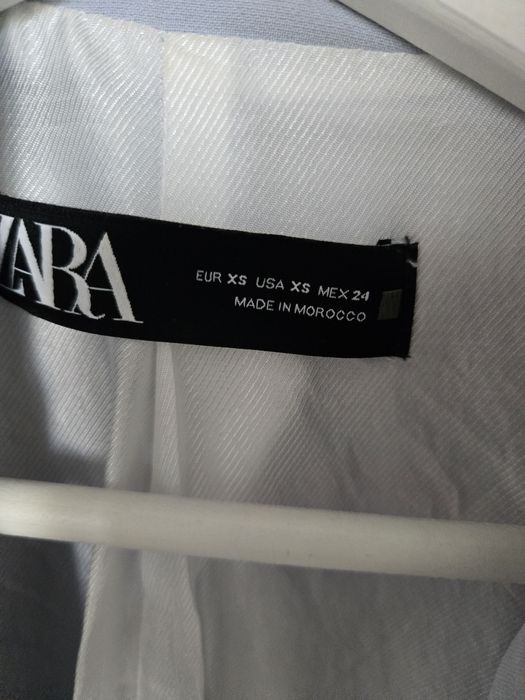 ZARA
EUR XS USA XS MEX 24
MADE IN MOROCCO